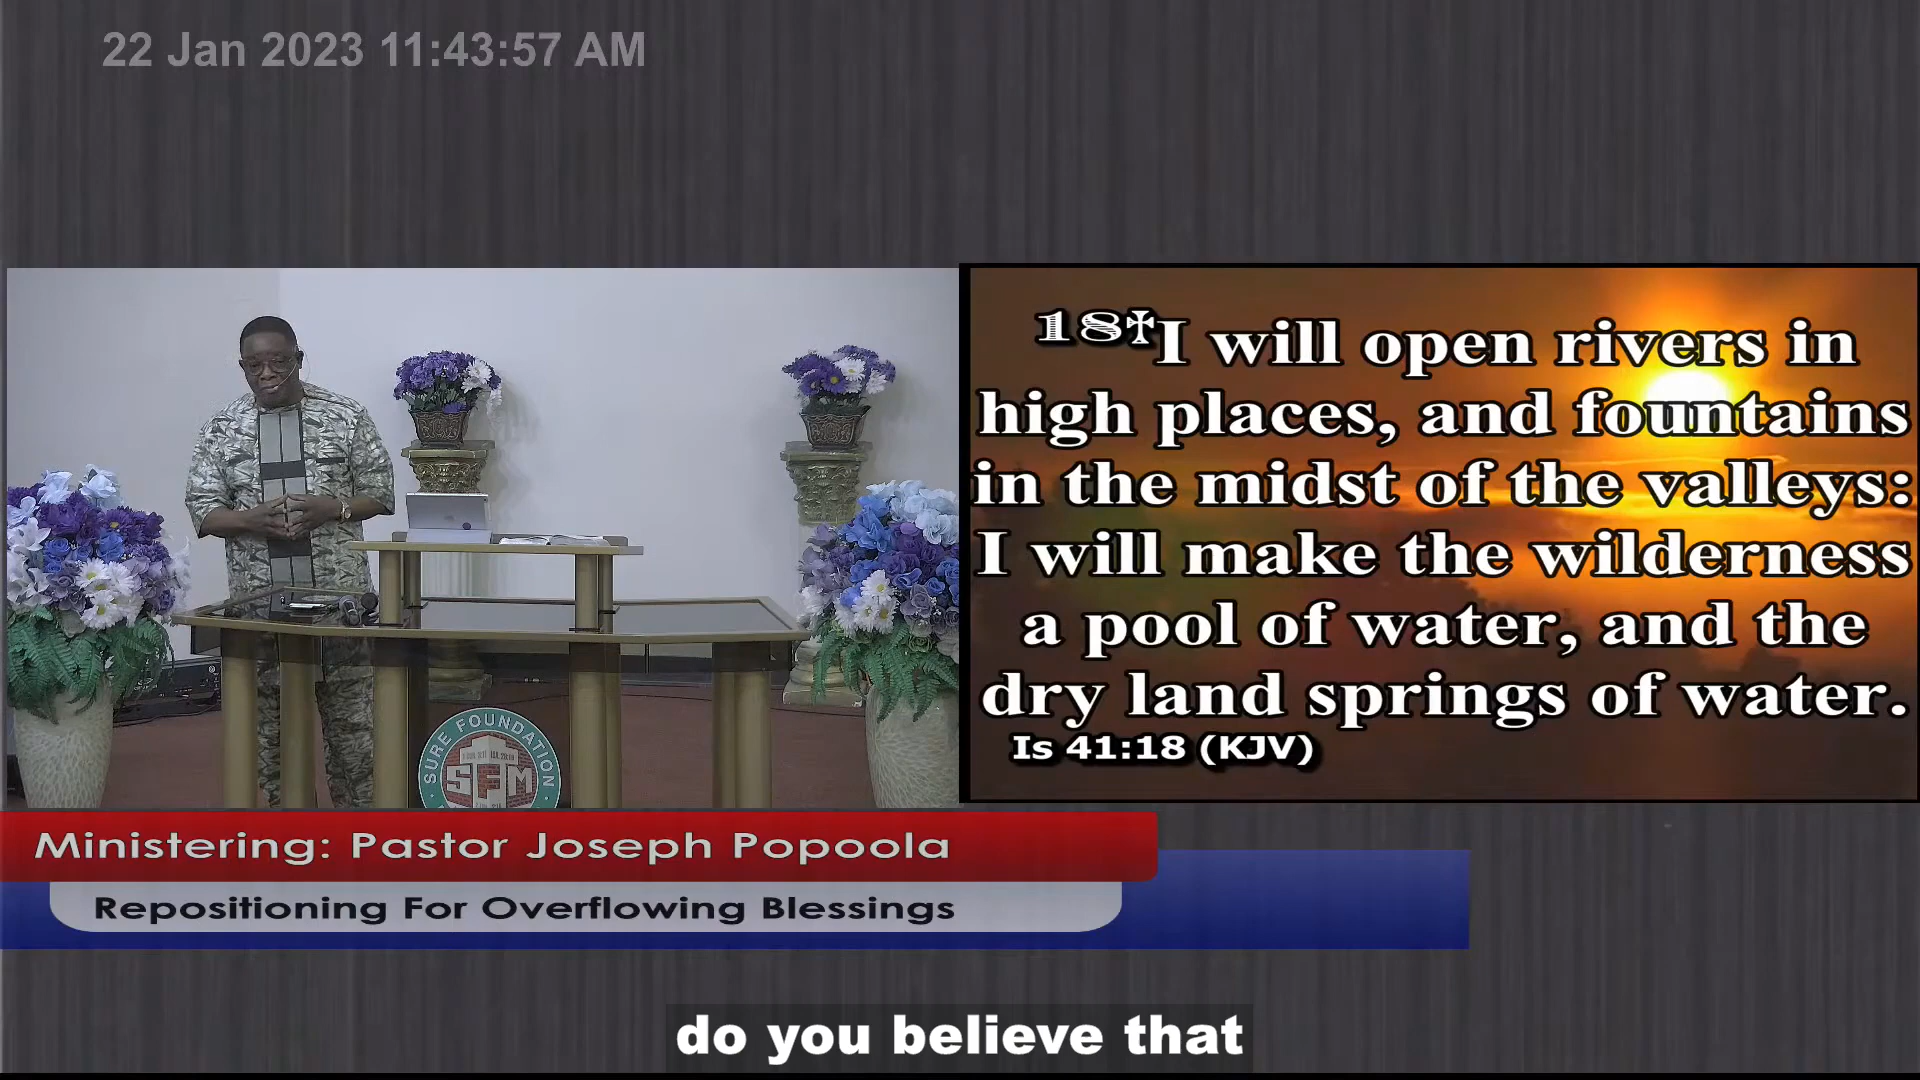 22 Jan 2023 11:43:57 AM
18✠I will open rivers in
high places, and fountains
in the midst of the valleys:
I will make the wilderness
a pool of water, and the
dry land springs of water.
Is 41:18 (KJV)
SURE FOUNDATION
SFM
Ministering: Pastor Joseph Popoola
Repositioning For Overflowing Blessings
do you believe that